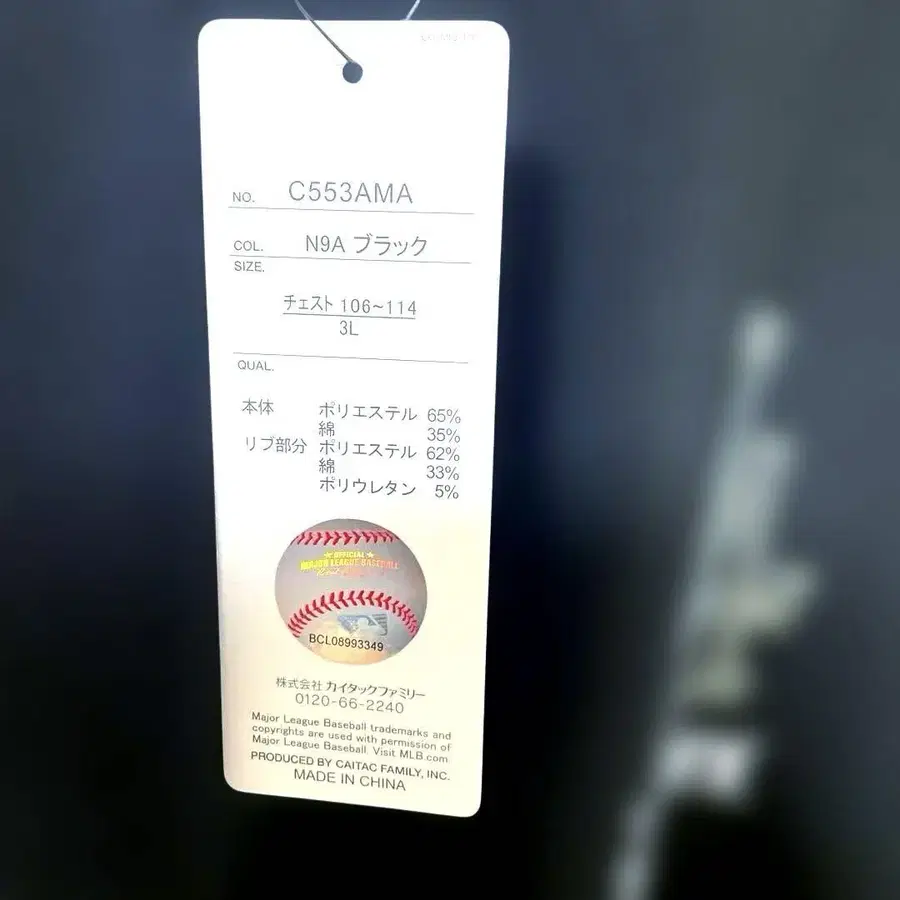 NO. C553AMA
COL. N9A ブラック
SIZE.
チェスト 106~114
3L
QUAL.
本体 ポリエステル 65%
綿 35%
リブ部分 ポリエステル 62%
綿 33%
ポリウレタン 5%
★OFFICIAL★
MAJOR LEAGUE BASEBALL
BCL08993349
株式会社 カイタックファミリー
0120-66-2240
Major League Baseball trademarks and
copyrights are used with permission of
Major League Baseball. Visit MLB.com
PRODUCED BY CAITAC FAMILY, INC.
MADE IN CHINA